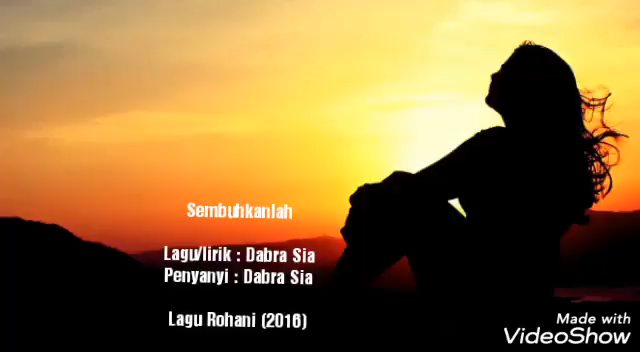 Sembuhkanlah
Lagu/lirik : Dabra Sia
Penyanyi : Dabra Sia
Lagu Rohani (2016)
Made with
VideoShow